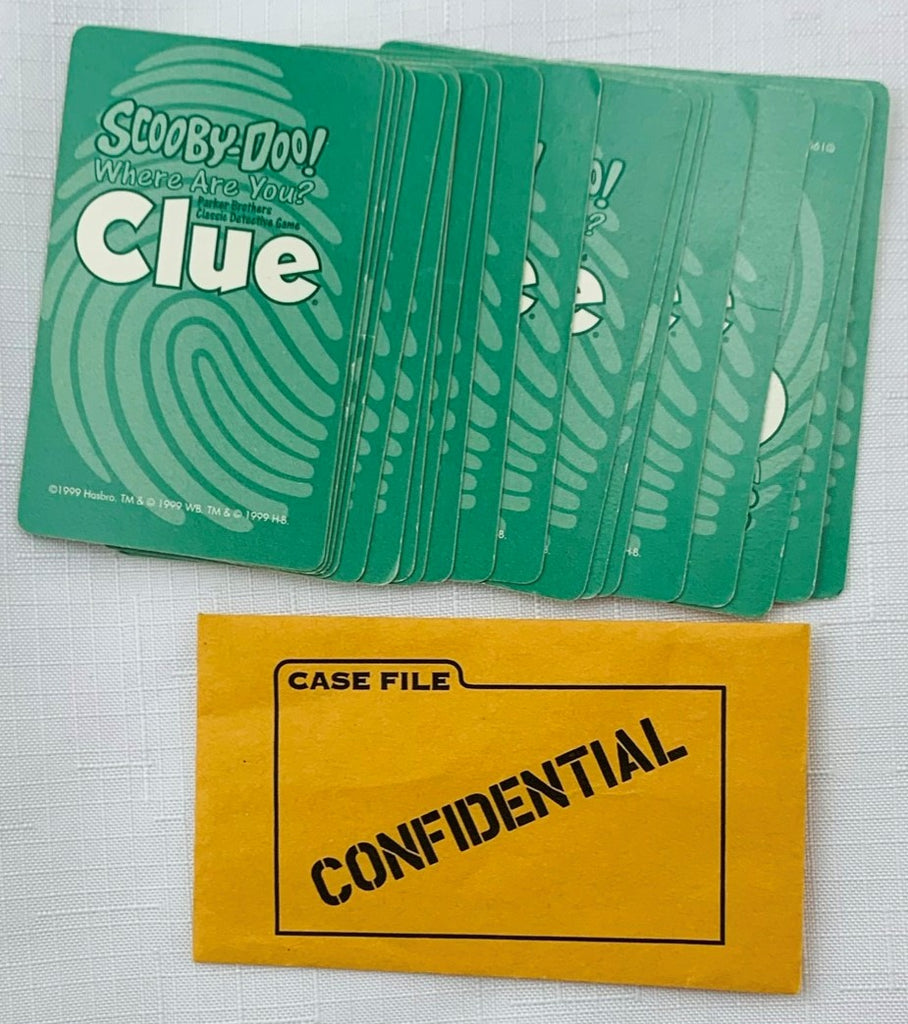 SCOOBY-DOO!
Where Are You?
Parker Brothers
Classic Detective Game
Clue
©1999 Hasbro. TM & © 1999 WB. TM & © 1999 H-B.
!
o!
?
e
e
e
e
B.
H-B.
CASE FILE
CONFIDENTIAL